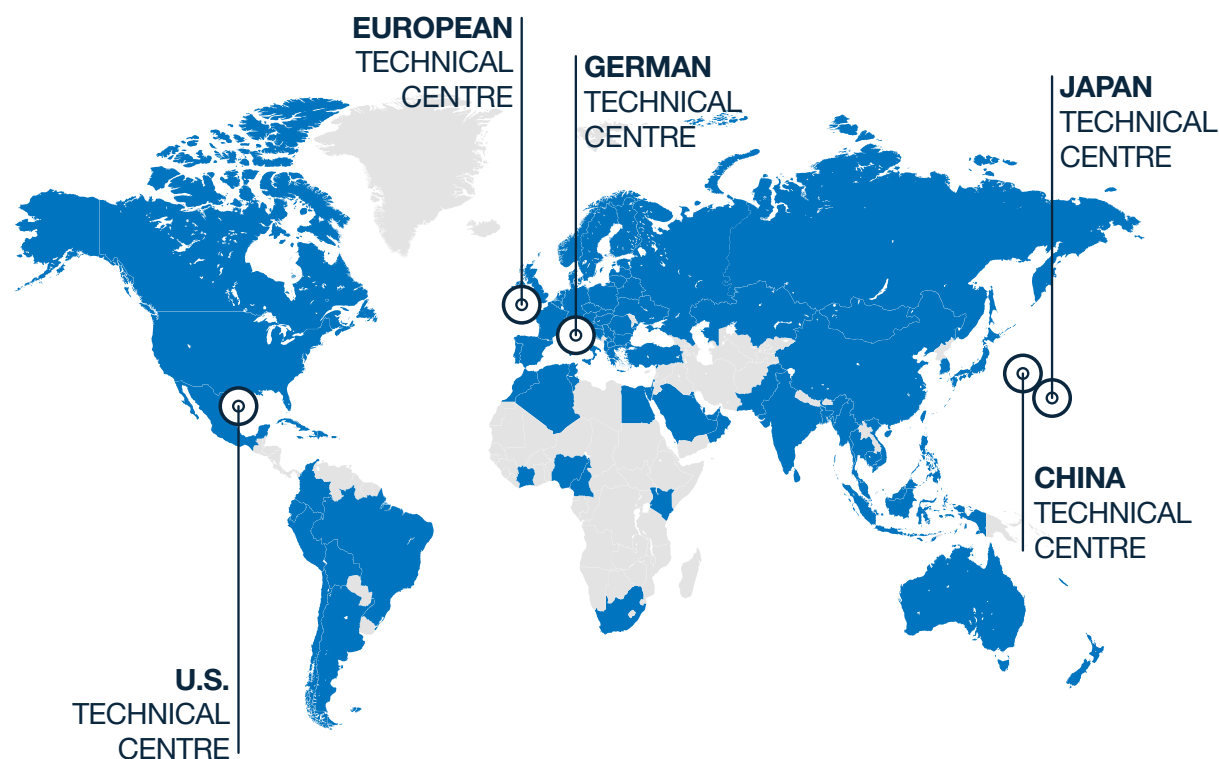 EUROPEAN
TECHNICAL
CENTRE
GERMAN
TECHNICAL
CENTRE
JAPAN
TECHNICAL
CENTRE
CHINA
TECHNICAL
CENTRE
U.S.
TECHNICAL
CENTRE